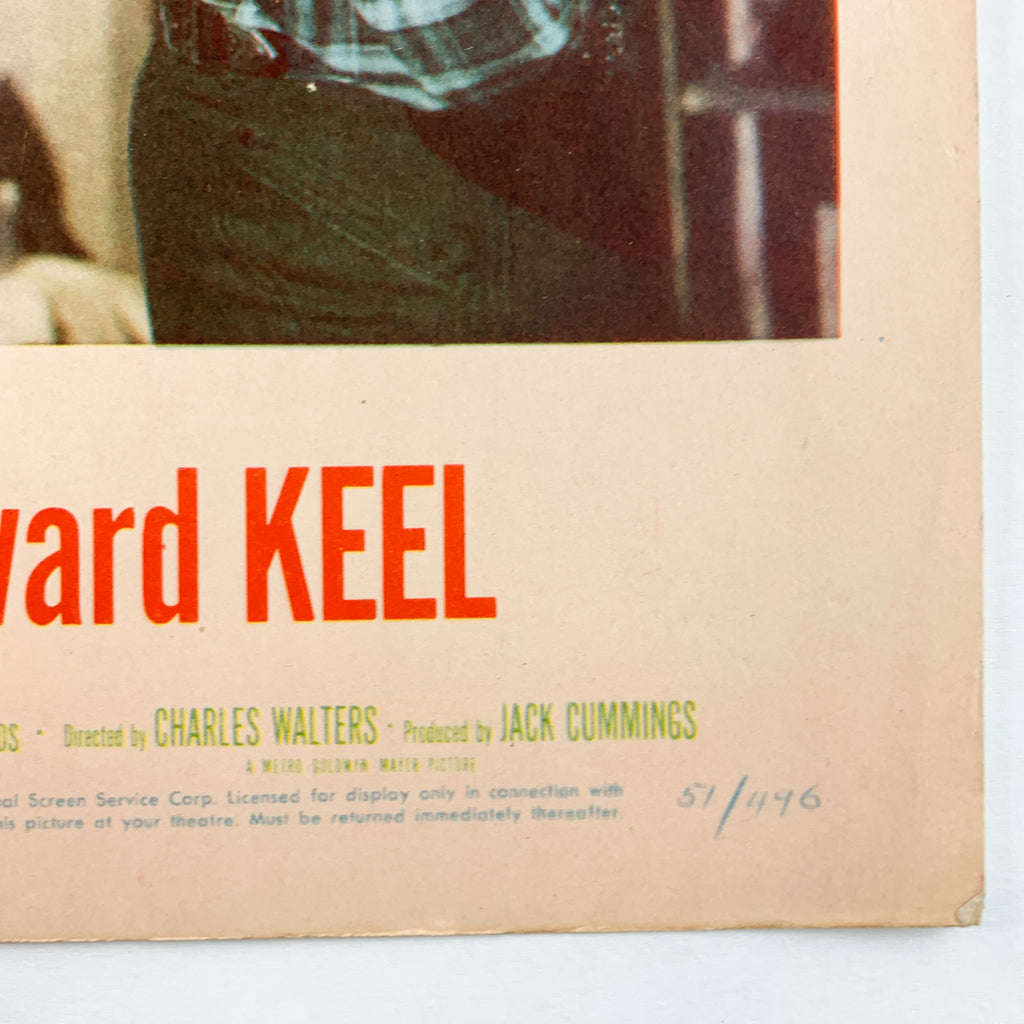 ward KEEL
DS · Directed by CHARLES WALTERS · Produced by JACK CUMMINGS
A METRO GOLDWYN MAYER PICTURE
al Screen Service Corp. Licensed for display only in connection with
is picture at your theatre. Must be returned immediately thereafter.
51/496